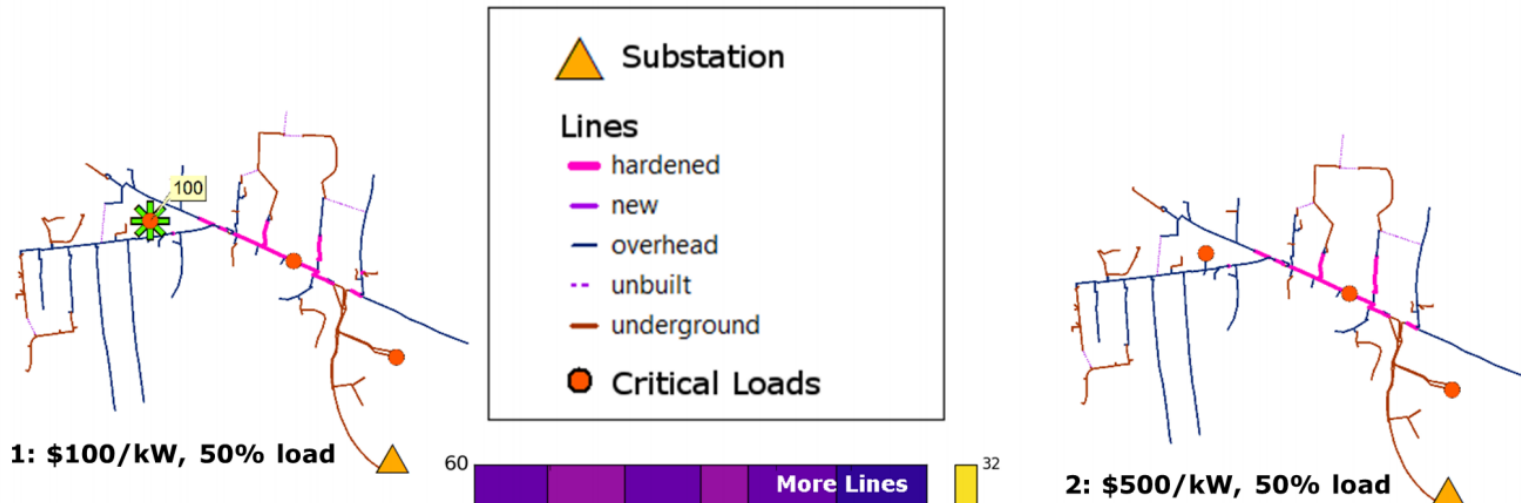 100
1: $100/kW, 50% load
Substation
Lines
hardened
new
overhead
unbuilt
underground
Critical Loads
60
More Lines
32
2: $500/kW, 50% load